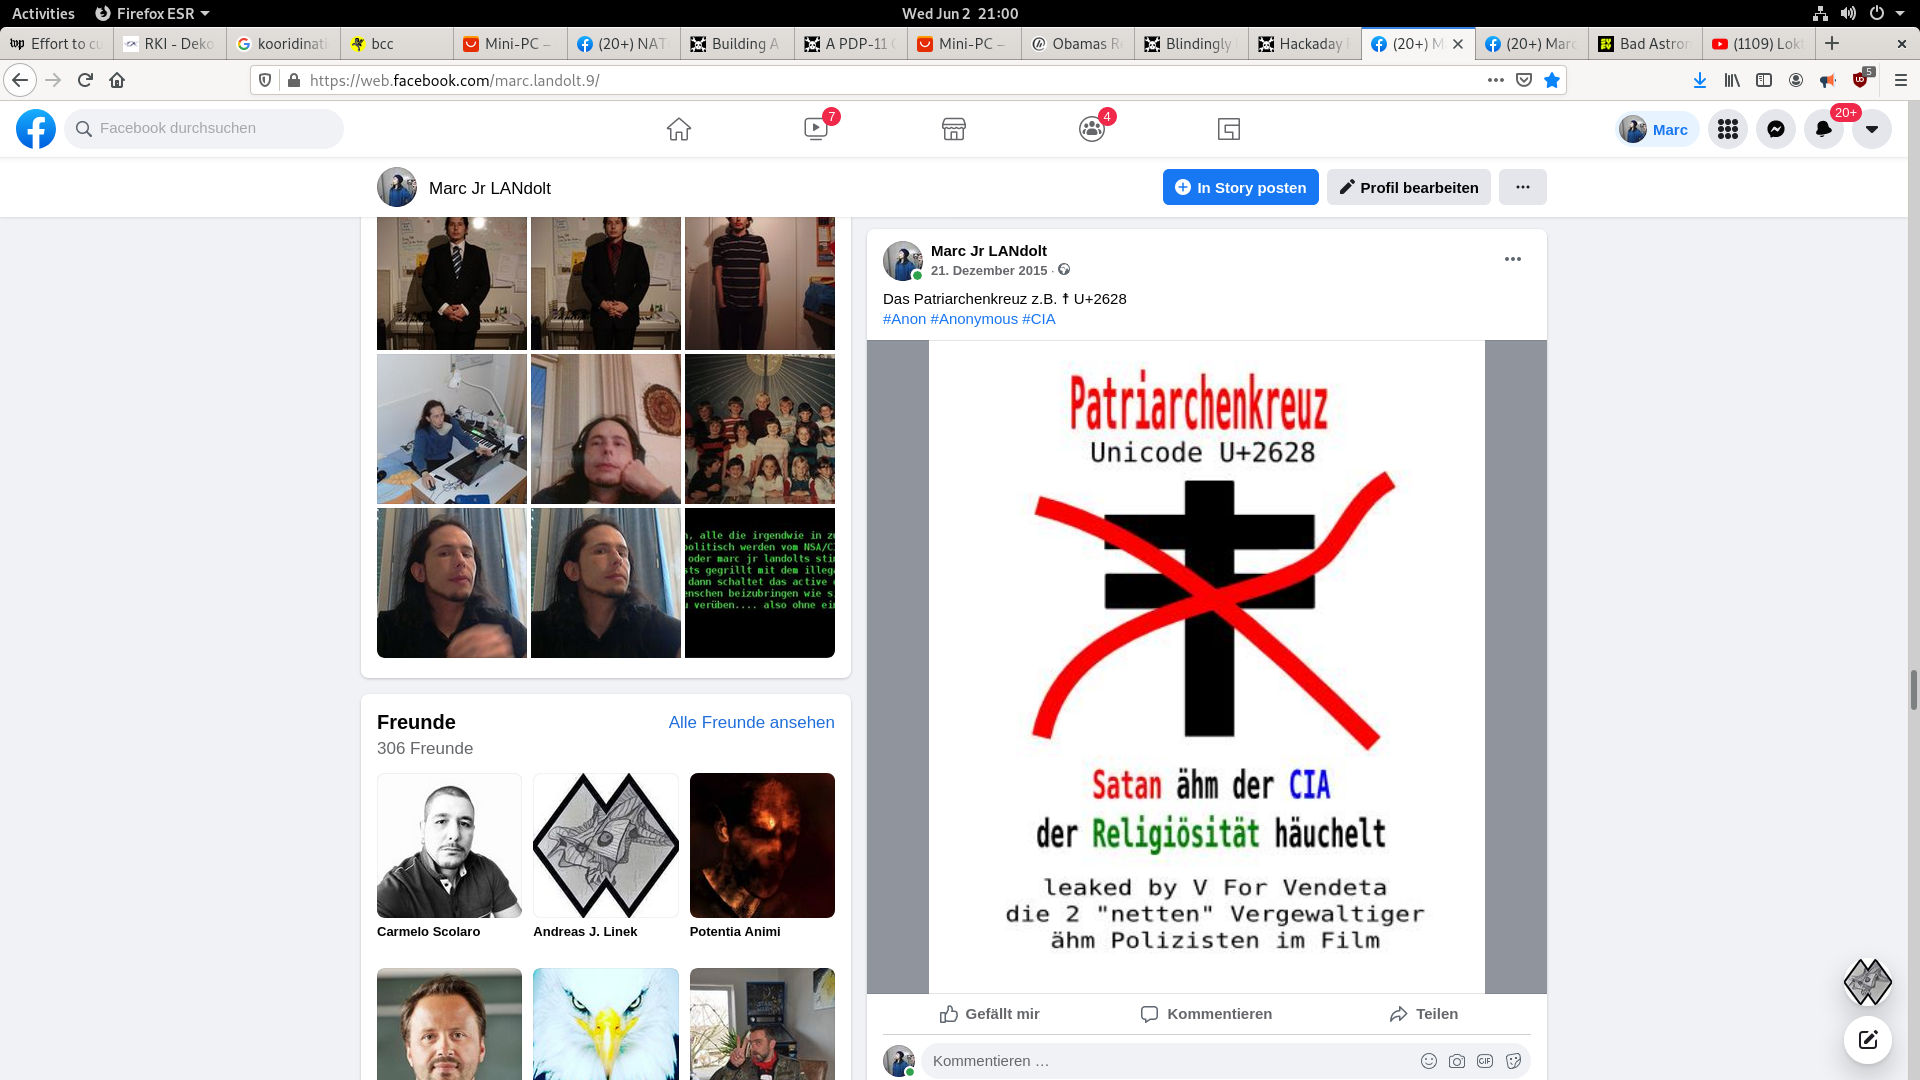 Activities
Firefox ESR
Wed Jun 2 21:00
Effort to cu
RKI - Deko
kooridinati
bcc
Mini-PC –
(20+) NAT
Building A
A PDP-11
Mini-PC –
Obamas R
Blindingly
Hackaday
(20+) M
(20+) Marc
Bad Astron
(1109) Lok
https://web.facebook.com/marc.landolt.9/
5
Facebook durchsuchen
7
4
Marc
20+
Marc Jr LANdolt
In Story posten
Profil bearbeiten
n, alle die irgendwie in zu
politisch werden vom NSA/C
oder marc jr landolts sti
sts gegrillt mit dem illega
dann schaltet das active
enschen beizubringen wie s
u verüben.... also ohne ein
Freunde
Alle Freunde ansehen
306 Freunde
Carmelo Scolaro
Andreas J. Linek
Potentia Animi
Marc Jr LANdolt
21. Dezember 2015 ·
Das Patriarchenkreuz z.B. ☨ U+2628
#Anon #Anonymous #CIA
Patriarchenkreuz
Unicode U+2628
Satan ähm der CIA
der Religiösität häuchelt
leaked by V For Vendeta
die 2 "netten" Vergewaltiger
ähm Polizisten im Film
Gefällt mir
Kommentieren
Teilen
Kommentieren …
GIF